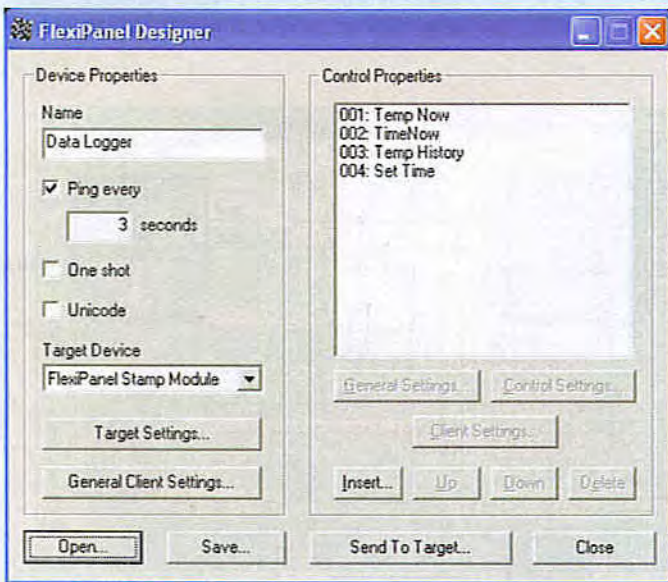 FlexiPanel Designer
Device Properties
Name
Data Logger
Ping every
3 seconds
One shot
Unicode
Target Device
FlexiPanel Stamp Module
Target Settings...
General Client Settings...
Control Properties
001: Temp Now
002: TimeNow
003: Temp History
004: Set Time
General Settings... Control Settings...
Client Settings...
Insert... Up Down Delete
Open... Save... Send To Target... Close